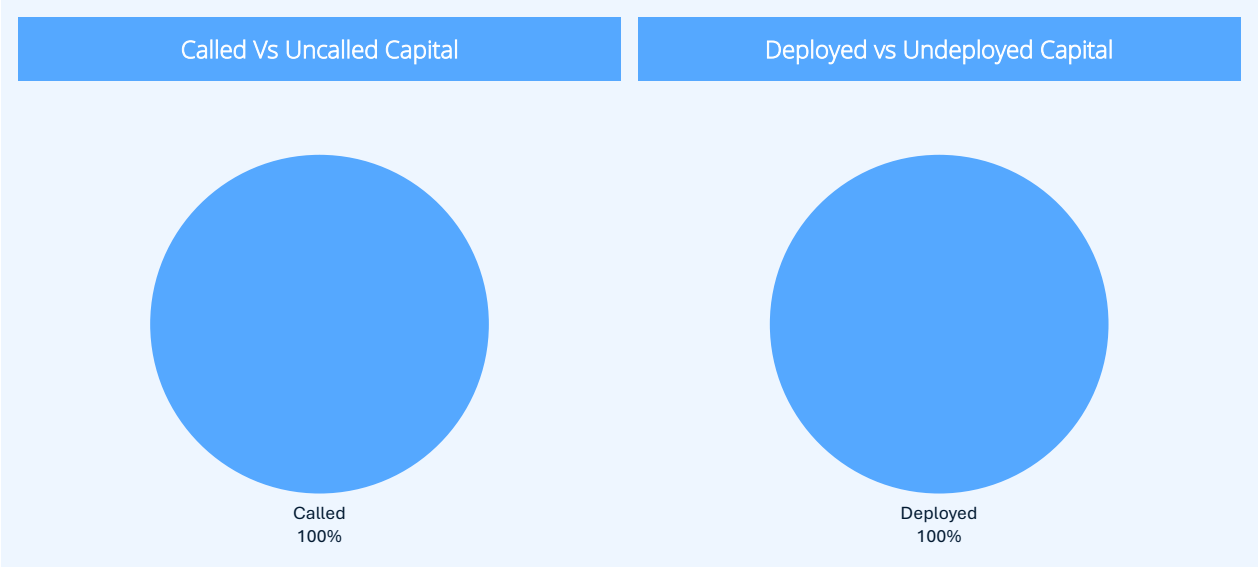 Called Vs Uncalled Capital
Deployed vs Undeployed Capital
Called
100%
Deployed
100%